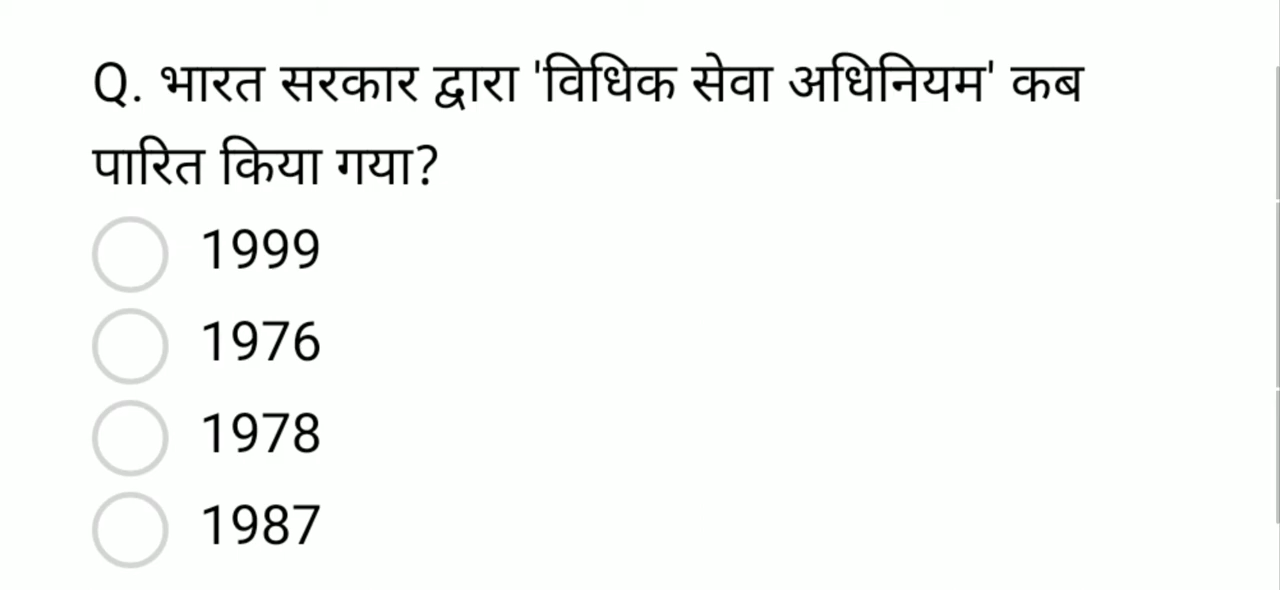 Q. भारत सरकार द्वारा 'विधिक सेवा अधिनियम' कब
पारित किया गया?
1999
1976
1978
1987